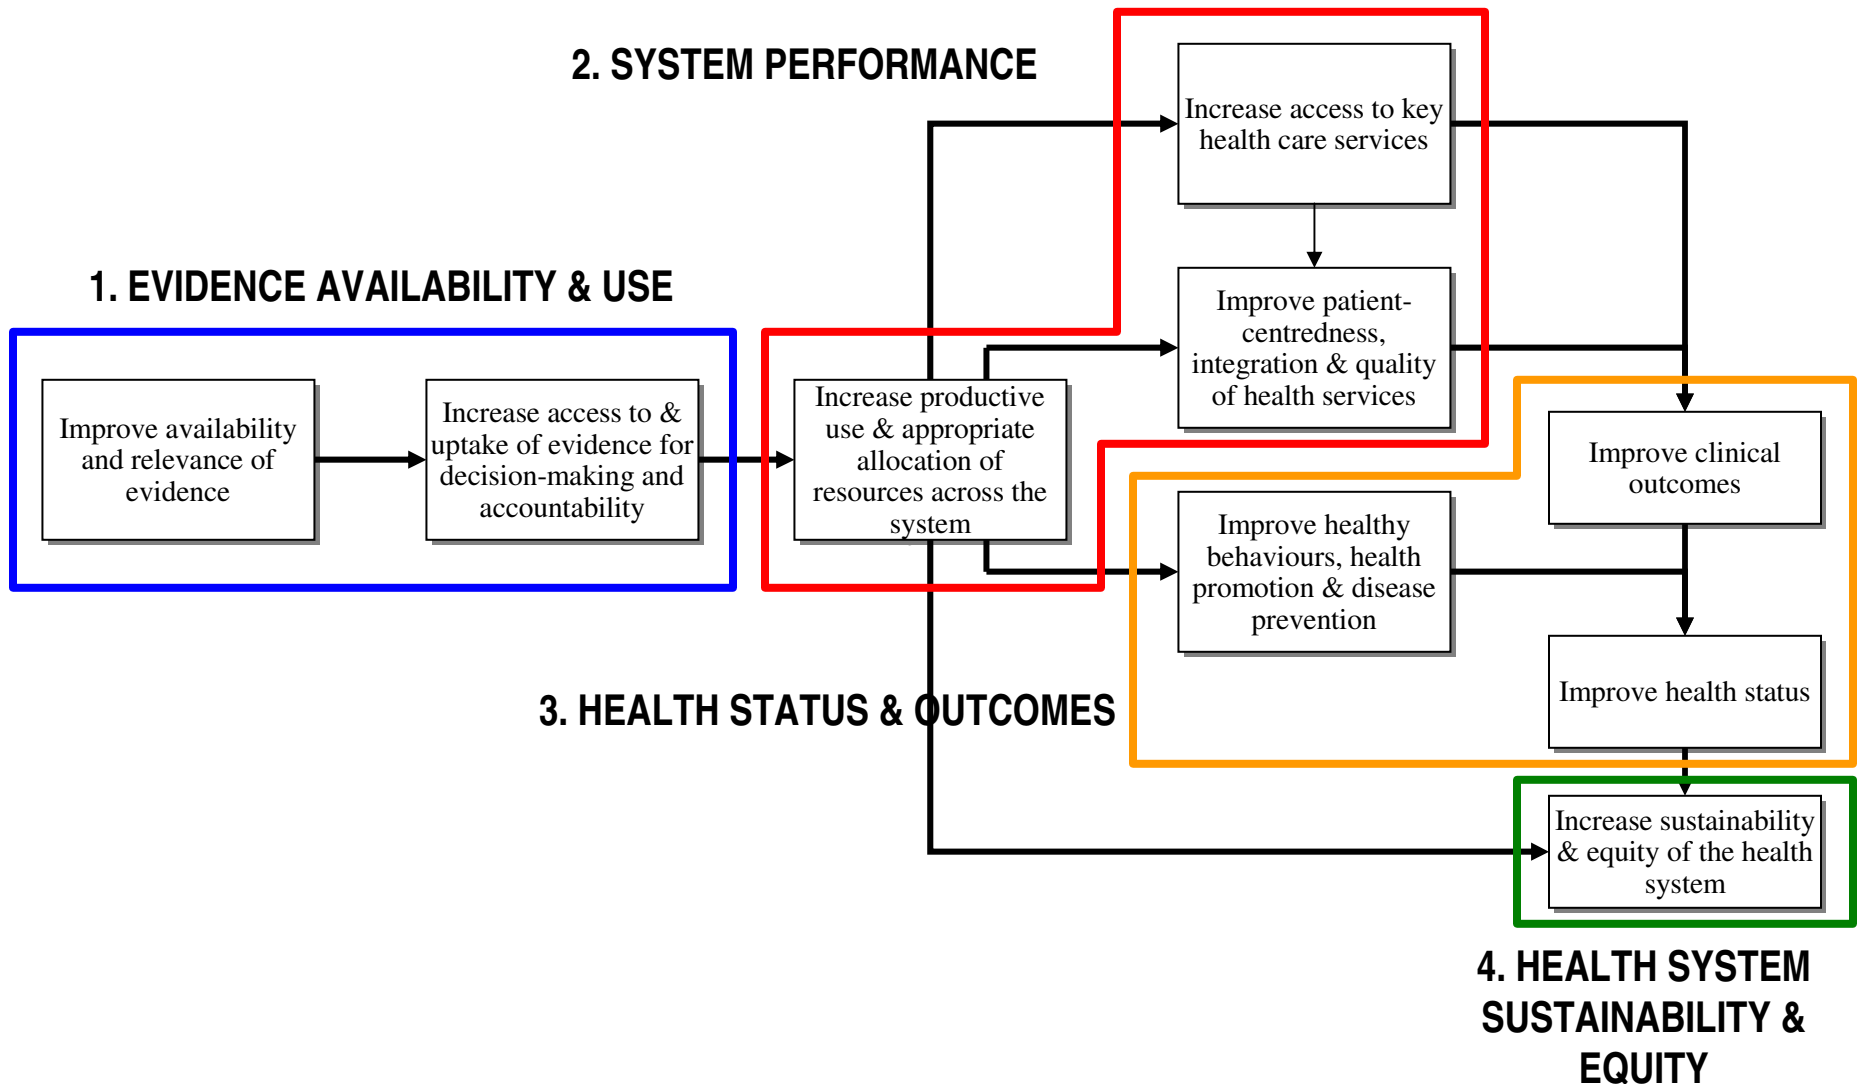 2. SYSTEM PERFORMANCE
Increase access to key
health care services
1. EVIDENCE AVAILABILITY & USE
Improve patient-
centredness,
integration & quality
of health services
Improve availability
and relevance of
evidence
Increase access to &
uptake of evidence for
decision-making and
accountability
Increase productive
use & appropriate
allocation of
resources across the
system
Improve clinical
outcomes
Improve healthy
behaviours, health
promotion & disease
prevention
3. HEALTH STATUS & OUTCOMES
Improve health status
Increase sustainability
& equity of the health
system
4. HEALTH SYSTEM
SUSTAINABILITY &
EQUITY